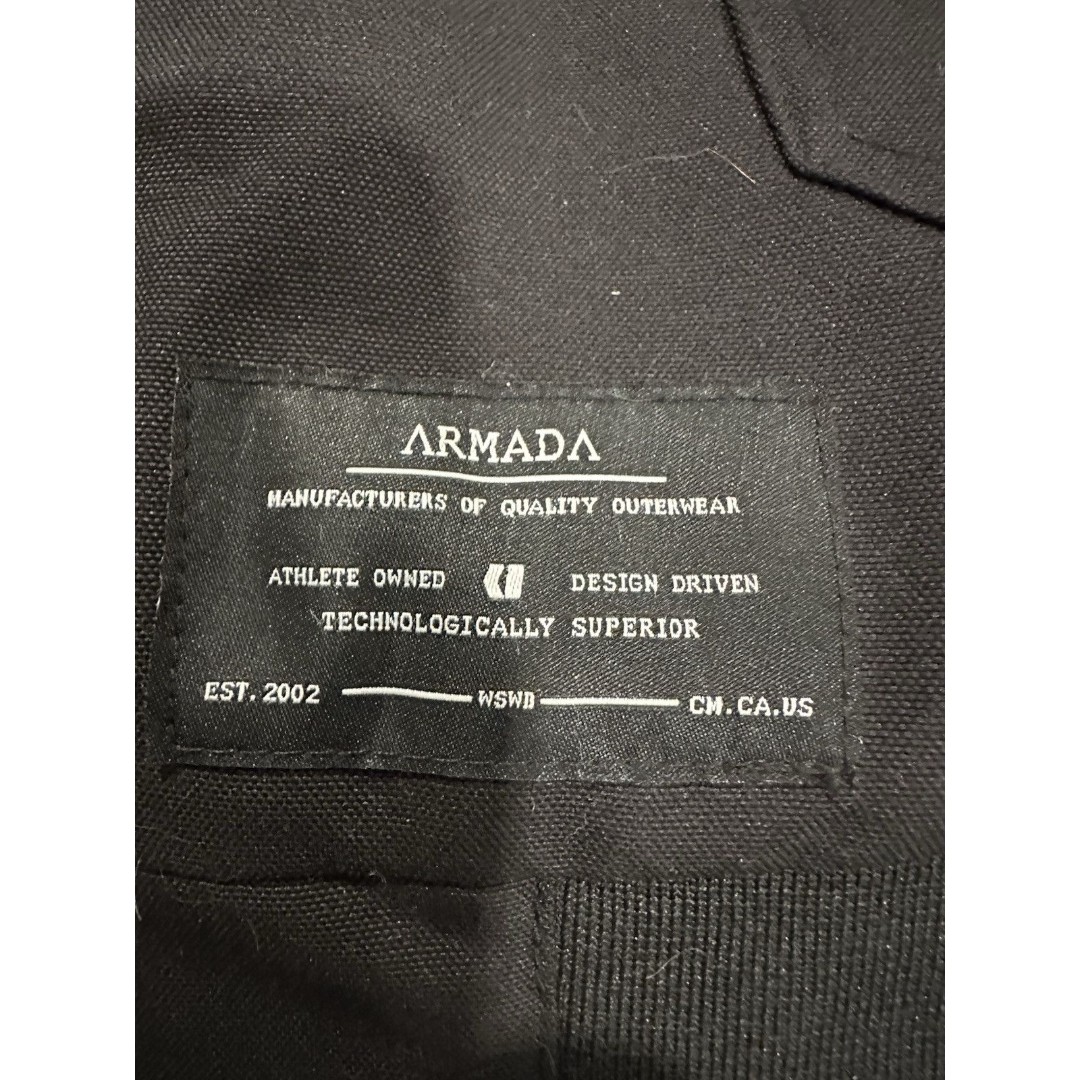 ARMADA
MANUFACTURERS OF QUALITY OUTERWEAR
ATHLETE OWNED DESIGN DRIVEN
TECHNOLOGICALLY SUPERIOR
EST. 2002 WSWD CM.CA.US